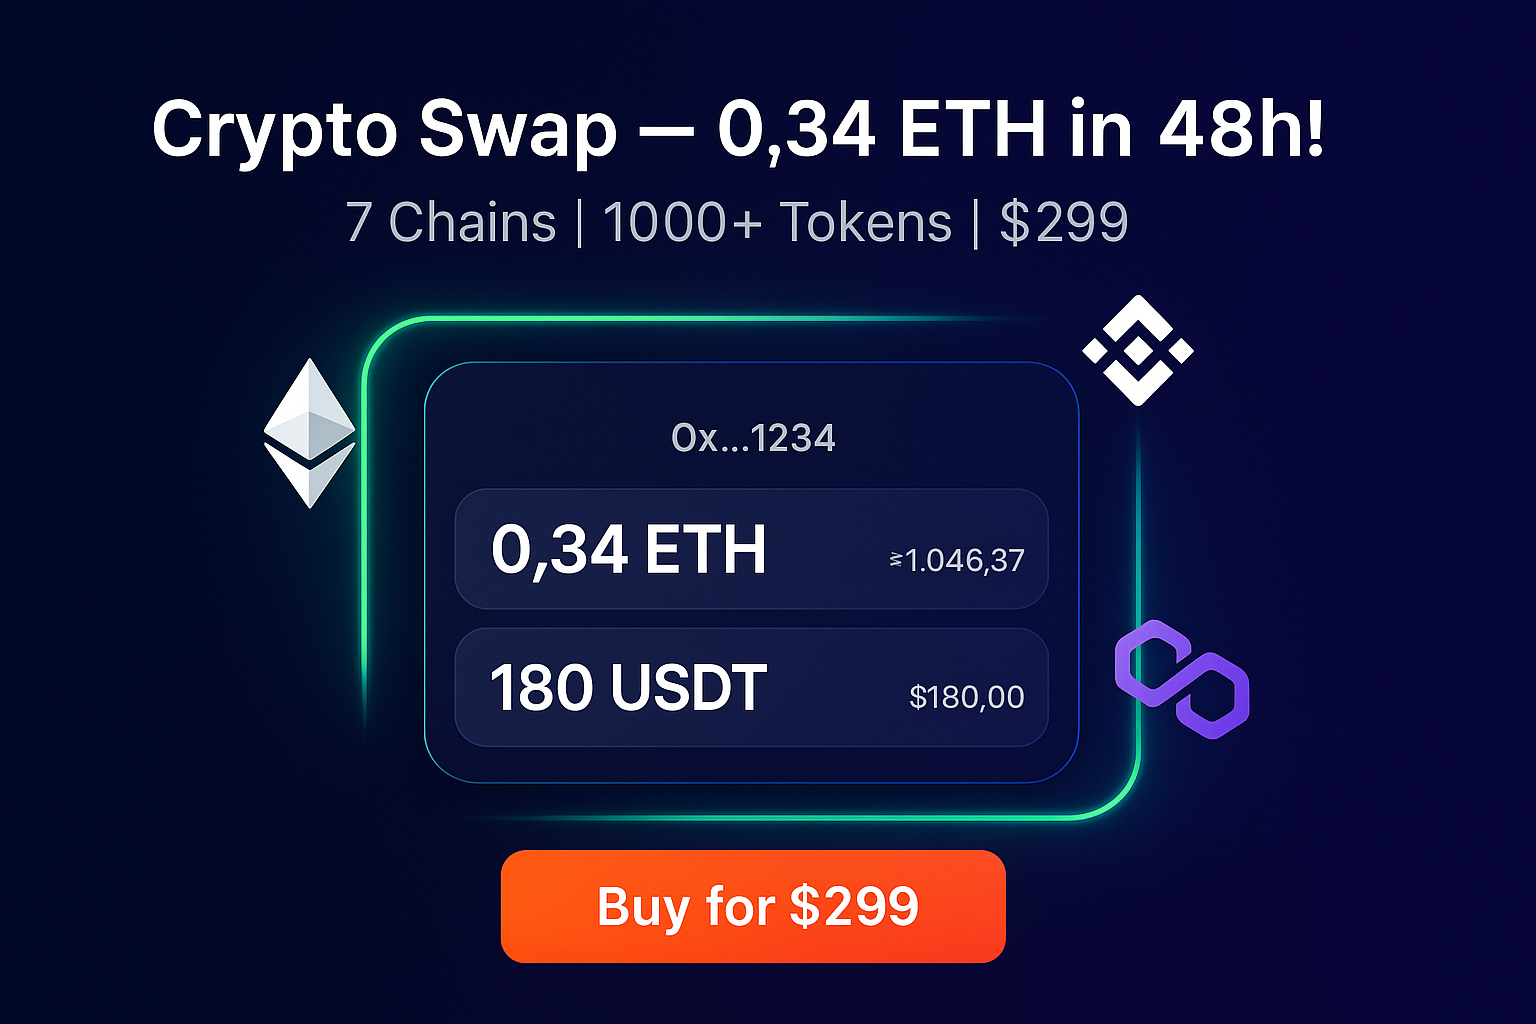 Crypto Swap — 0,34 ETH in 48h!
7 Chains | 1000+ Tokens | $299
0x...1234
0,34 ETH
1.046,37
180 USDT
$180,00
Buy for $299